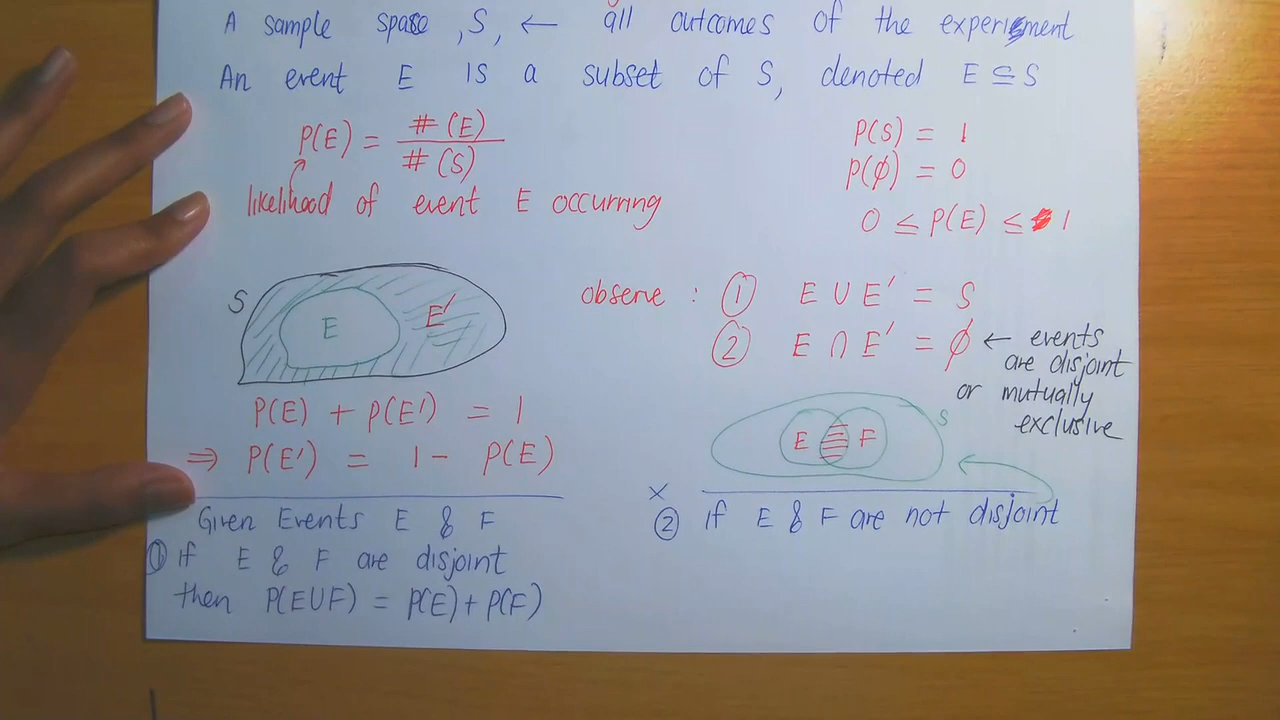 A sample space , S, ← all outcomes of the experiment
An event E is a subset of S, denoted E ⊆ S
P(E) = #(E) / #(S)
likelihood of event E occurring
P(S) = 1
P(∅) = 0
0 ≤ P(E) ≤ 1
S
E
E'
observe : ① E ∪ E' = S
② E ∩ E' = ∅ ← events
are disjoint
or mutually
exclusive
P(E) + P(E') = 1
⇒ P(E') = 1 - P(E)
E F S
Given Events E & F
① if E & F are disjoint
then P(E∪F) = P(E) + P(F)
×
② if E & F are not disjoint